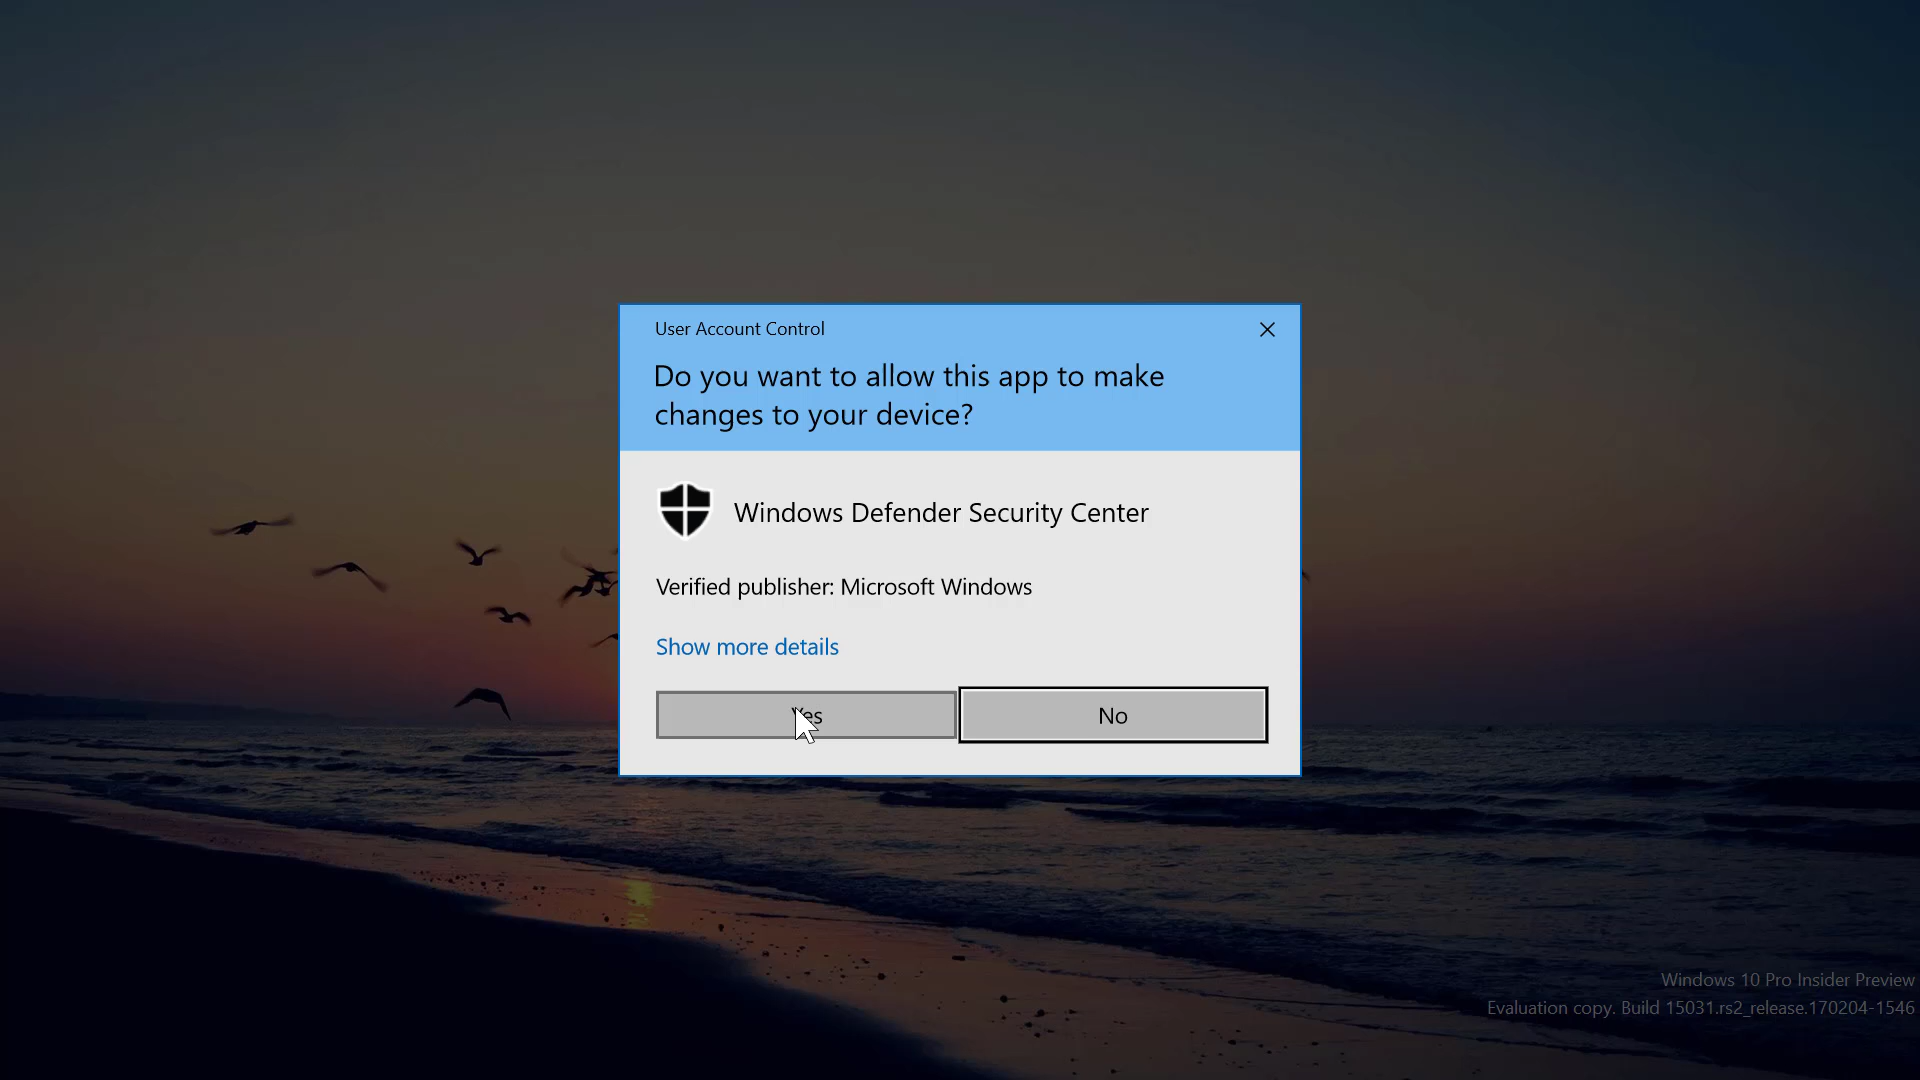 User Account Control
Do you want to allow this app to make
changes to your device?
Windows Defender Security Center
Verified publisher: Microsoft Windows
Show more details
Yes
No
Windows 10 Pro Insider Preview
Evaluation copy. Build 15031.rs2_release.170204-1546